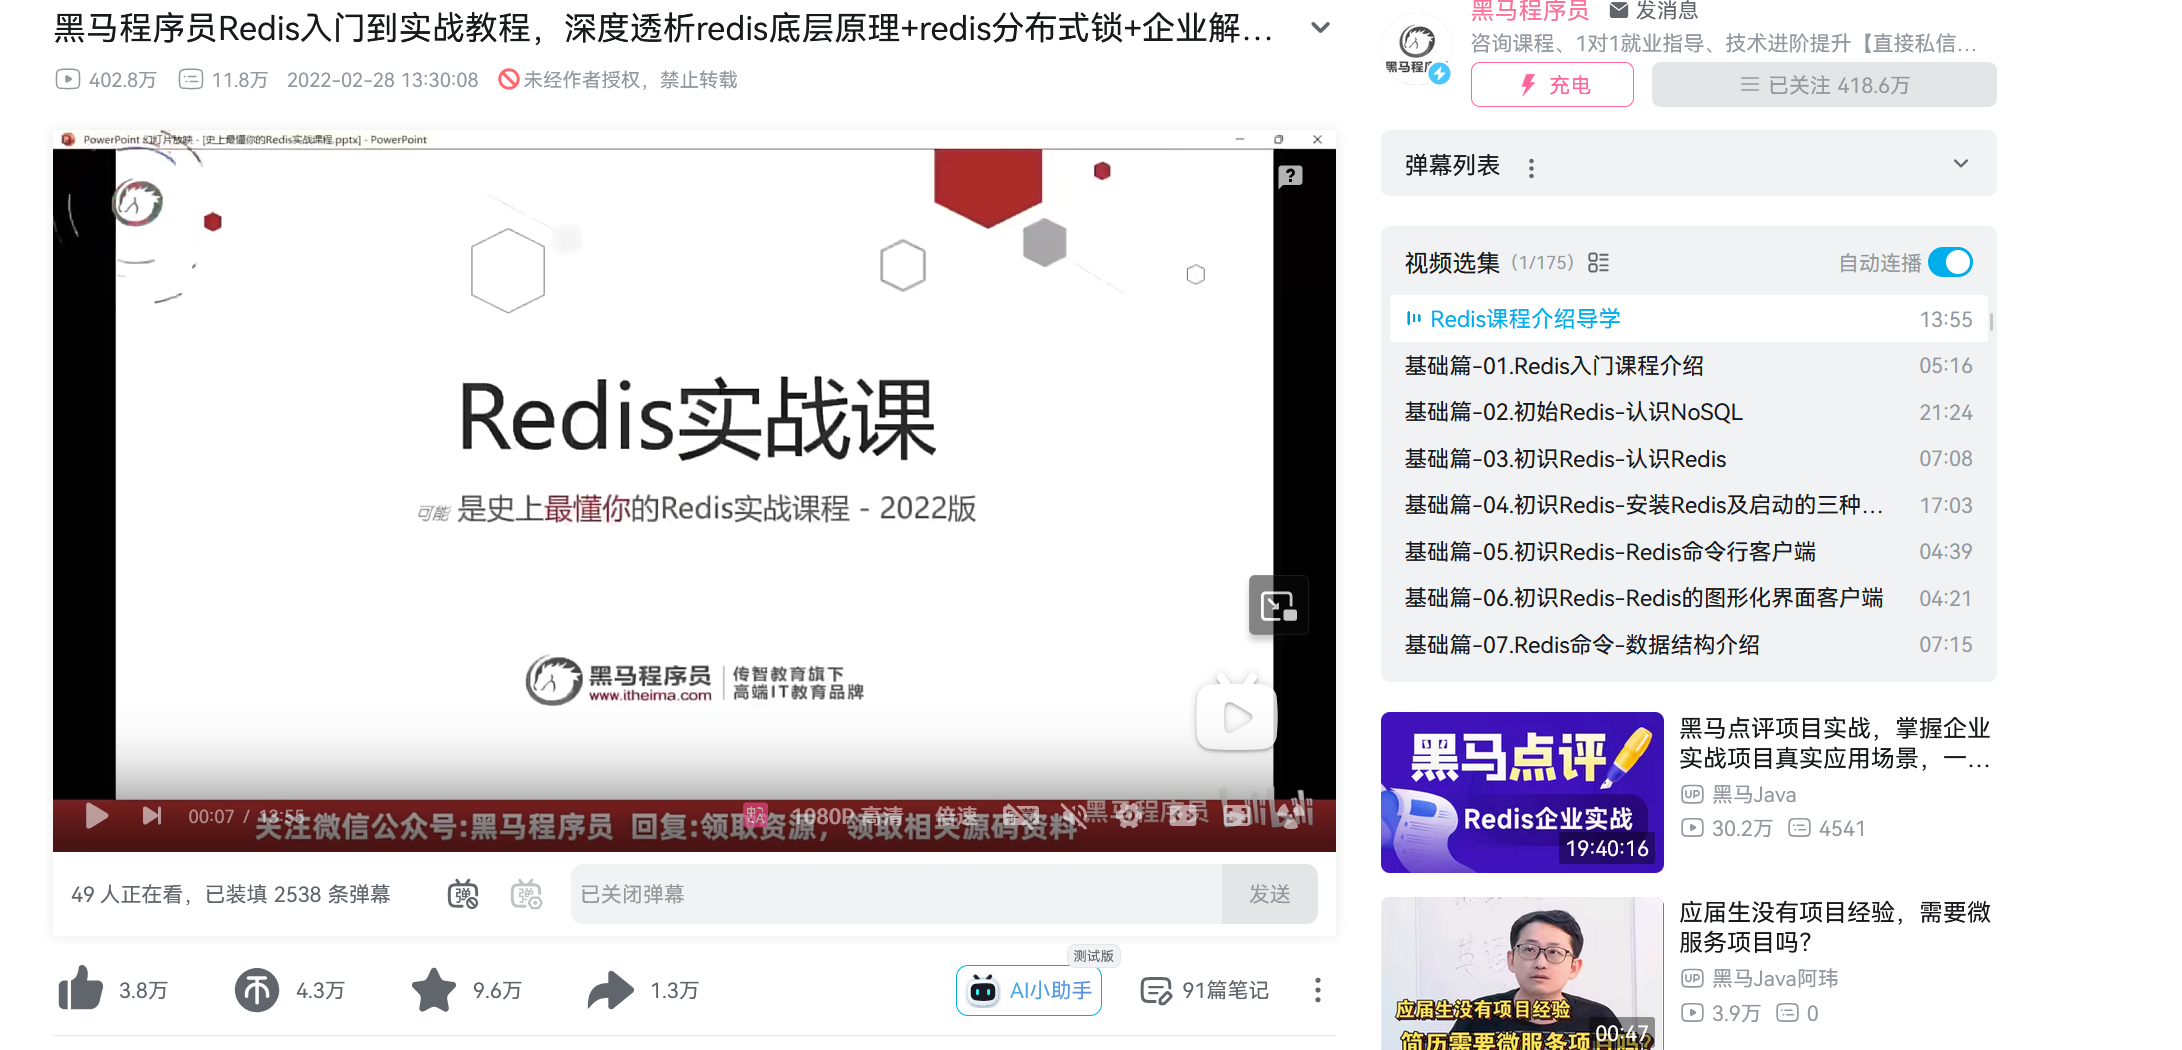 黑马程序员Redis入门到实战教程，深度透析redis底层原理+redis分布式锁+企业解…
402.8万 11.8万 2022-02-28 13:30:08 未经作者授权，禁止转载
PowerPoint 幻灯片放映 - [史上最懂你的Redis实战课程.pptx] - PowerPoint
Redis实战课
可能 是史上最懂你的Redis实战课程 - 2022版
黑马程序员
www.itheima.com
传智教育旗下
高端IT教育品牌
00:07 / 13:55
1080P 高清 倍速
关注微信公众号:黑马程序员 回复:领取资源，领取相关源码资料
黑马程序员
49 人正在看，已装填 2538 条弹幕
弹
弹
已关闭弹幕
发送
3.8万
4.3万
9.6万
1.3万
测试版
AI小助手
91篇笔记
黑马程序员 发消息
咨询课程、1对1就业指导、技术进阶提升【直接私信…
充电
已关注 418.6万
弹幕列表
视频选集 (1/175) 自动连播
Redis课程介绍导学 13:55
基础篇-01.Redis入门课程介绍 05:16
基础篇-02.初始Redis-认识NoSQL 21:24
基础篇-03.初识Redis-认识Redis 07:08
基础篇-04.初识Redis-安装Redis及启动的三种… 17:03
基础篇-05.初识Redis-Redis命令行客户端 04:39
基础篇-06.初识Redis-Redis的图形化界面客户端 04:21
基础篇-07.Redis命令-数据结构介绍 07:15
黑马点评
Redis企业实战
19:40:16
黑马点评项目实战，掌握企业
实战项目真实应用场景，一…
UP 黑马Java
30.2万 4541
应届生没有项目经验
简历需要微服务项目吗?
00:47
应届生没有项目经验，需要微
服务项目吗？
UP 黑马Java阿玮
3.9万 0